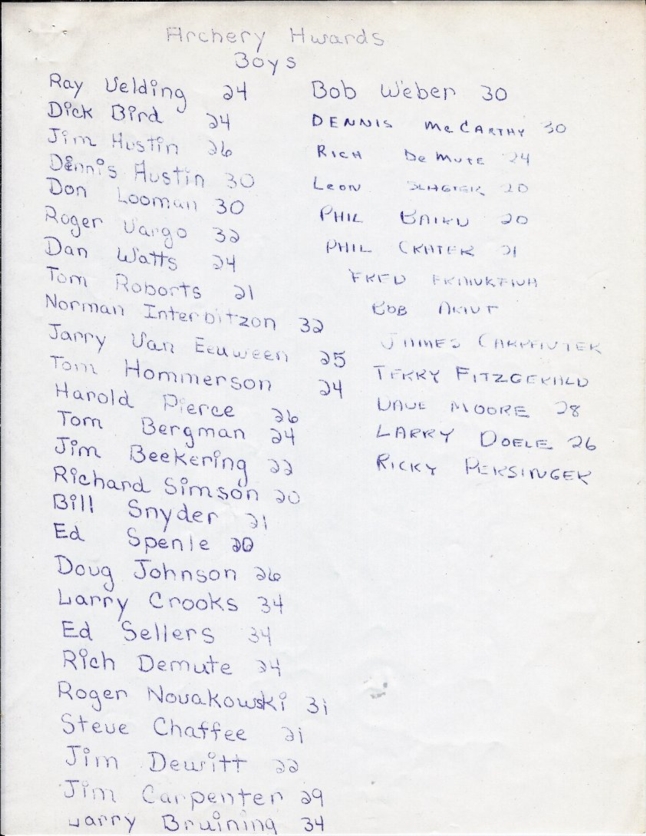 Archery Awards
Boys
Ray Velding 24
Dick Bird 24
Jim Austin 26
Dennis Austin 30
Don Looman 30
Roger Vargo 32
Dan Watts 24
Tom Roborts 21
Norman Interbitzon 32
Jarry Van Eeuween 25
Tom Hommerson 24
Harold Pierce 26
Tom Bergman 24
Jim Beekering 22
Richard Simson 20
Bill Snyder 21
Ed Spenle 20
Doug Johnson 26
Larry Crooks 34
Ed Sellers 34
Rich Demute 24
Roger Novakowski 31
Steve Chaffee 21
Jim Dewitt 22
Jim Carpenter 29
Larry Bruining 34
Bob Weber 30
DENNIS McCARTHY 30
RICH DeMUTE 24
LEON 20
PHIL 20
PHIL CRATER 21
FRED
BOB
JAMES CARPENTER
TERRY FITZGERALD
DAVE MOORE 28
LARRY DOELE 26
RICKY PERSINGER